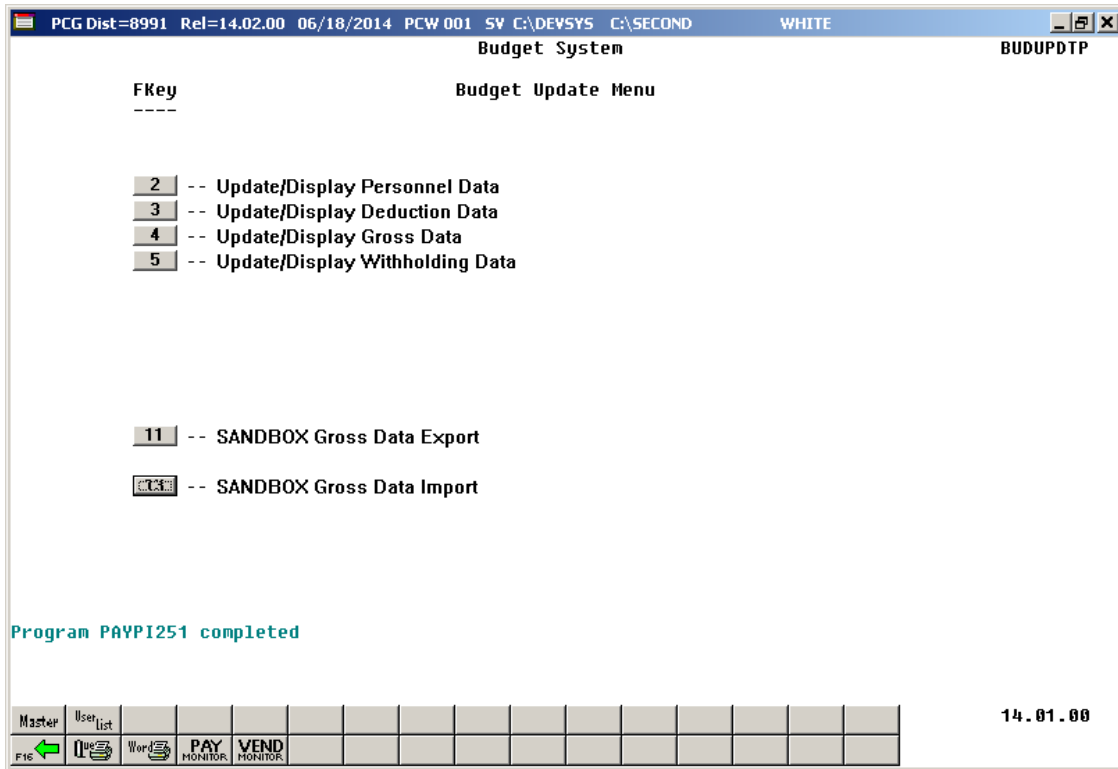 PCG Dist=8991 Rel=14.02.00 06/18/2014 PCW 001 SV C:\DEVSYS C:\SECOND WHITE
Budget System BUDUPDTP
FKey Budget Update Menu
----
2 -- Update/Display Personnel Data
3 -- Update/Display Deduction Data
4 -- Update/Display Gross Data
5 -- Update/Display Withholding Data
11 -- SANDBOX Gross Data Export
-- SANDBOX Gross Data Import
Program PAYPI251 completed
Master User List 14.01.00
F16 Que Word PAY MONITOR VEND MONITOR